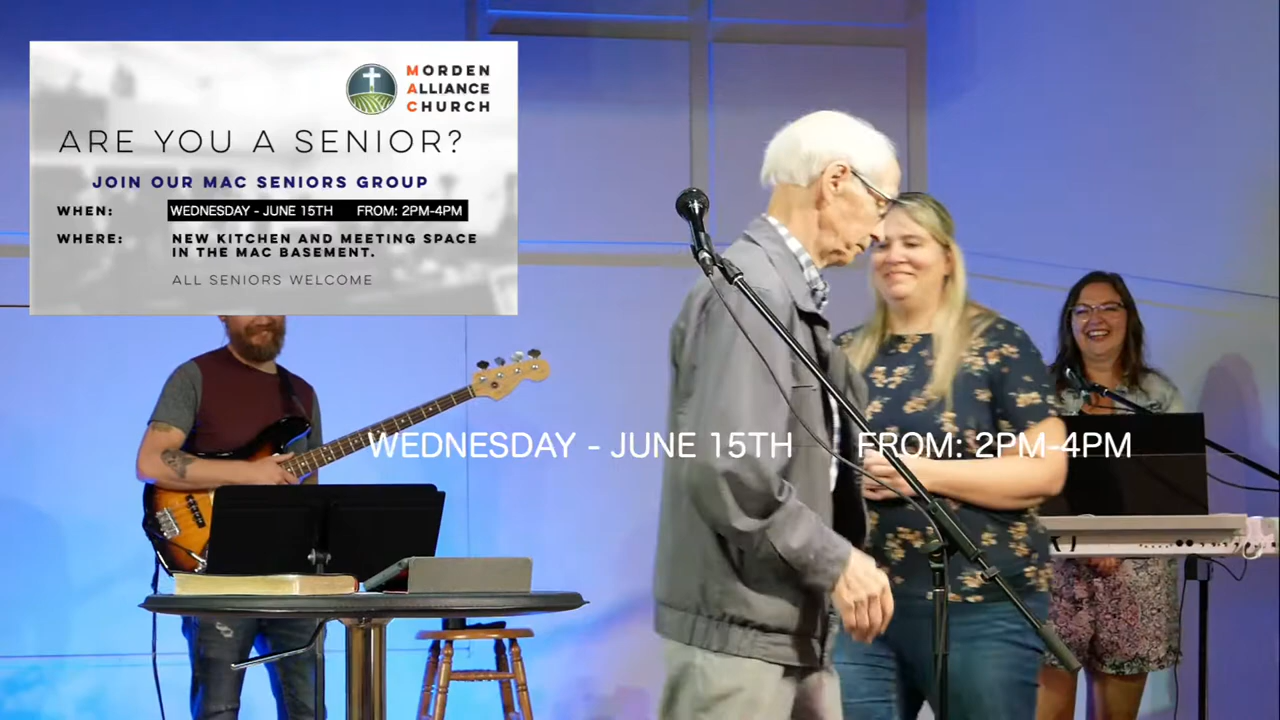 MORDEN
ALLIANCE
CHURCH
ARE YOU A SENIOR?
JOIN OUR MAC SENIORS GROUP
WHEN: WEDNESDAY - JUNE 15TH FROM: 2PM-4PM
WHERE: NEW KITCHEN AND MEETING SPACE
IN THE MAC BASEMENT.
ALL SENIORS WELCOME
WEDNESDAY - JUNE 15TH FROM: 2PM-4PM